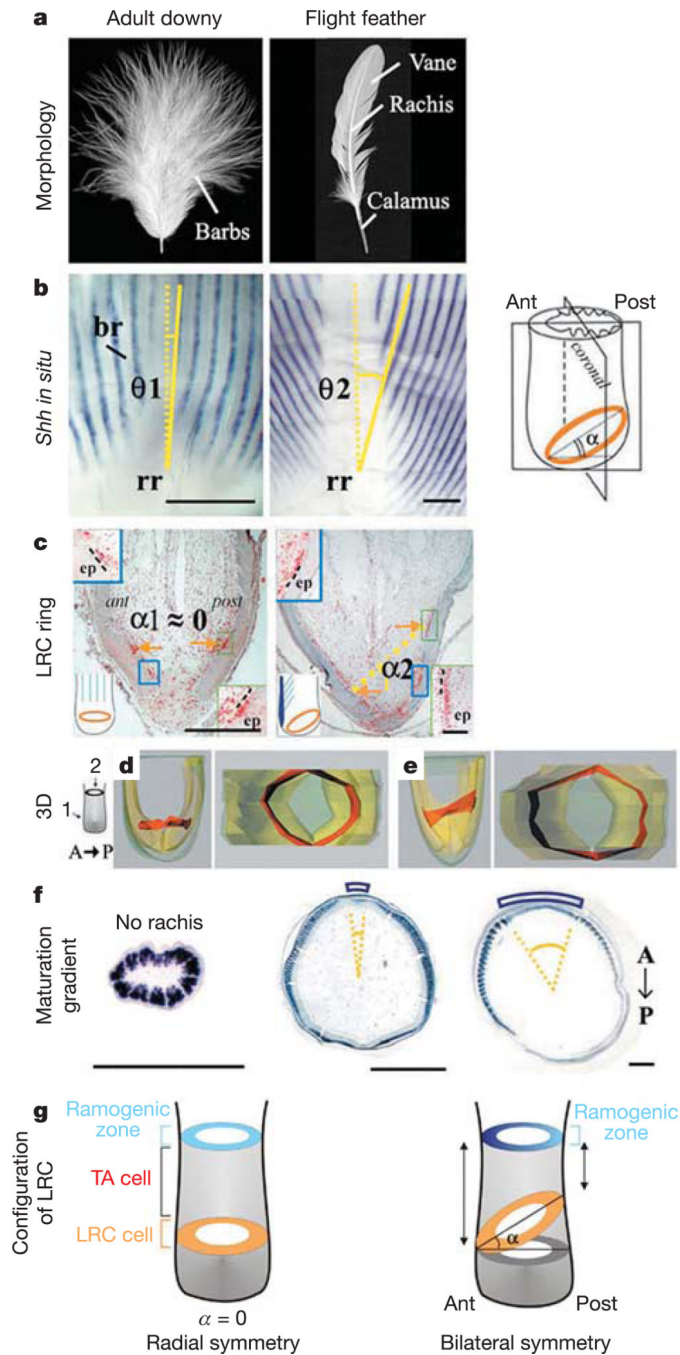 Adult downy
Flight feather
a
Morphology
Vane
Rachis
Calamus
Barbs
b
Shh in situ
br
θ1
rr
θ2
rr
Ant
Post
coronal
α
c
LRC ring
ep
ant
post
α1 ≈ 0
ep
ep
α2
ep
3D
2
1
A → P
d
e
f
Maturation
gradient
No rachis
A
↓
P
g
Configuration
of LRC
Ramogenic
zone
TA cell
LRC cell
α = 0
Radial symmetry
Ramogenic
zone
α
Ant
Post
Bilateral symmetry